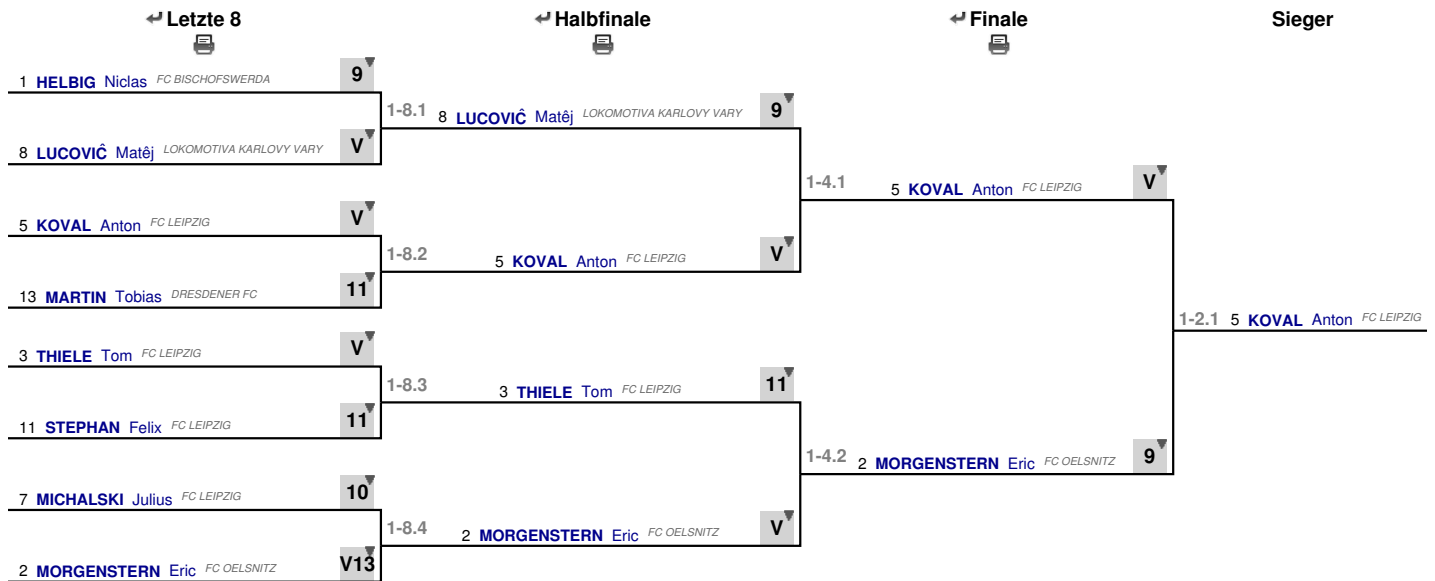 Letzte 8 Halbfinale Finale Sieger
1 HELBIG Niclas FC BISCHOFSWERDA 9
1-8.1 8 LUCOVIĈ Matêj LOKOMOTIVA KARLOVY VARY 9
8 LUCOVIĈ Matêj LOKOMOTIVA KARLOVY VARY V
1-4.1 5 KOVAL Anton FC LEIPZIG V
5 KOVAL Anton FC LEIPZIG V
1-8.2 5 KOVAL Anton FC LEIPZIG V
13 MARTIN Tobias DRESDENER FC 11
1-2.1 5 KOVAL Anton FC LEIPZIG
3 THIELE Tom FC LEIPZIG V
1-8.3 3 THIELE Tom FC LEIPZIG 11
11 STEPHAN Felix FC LEIPZIG 11
1-4.2 2 MORGENSTERN Eric FC OELSNITZ 9
7 MICHALSKI Julius FC LEIPZIG 10
1-8.4 2 MORGENSTERN Eric FC OELSNITZ V
2 MORGENSTERN Eric FC OELSNITZ V13